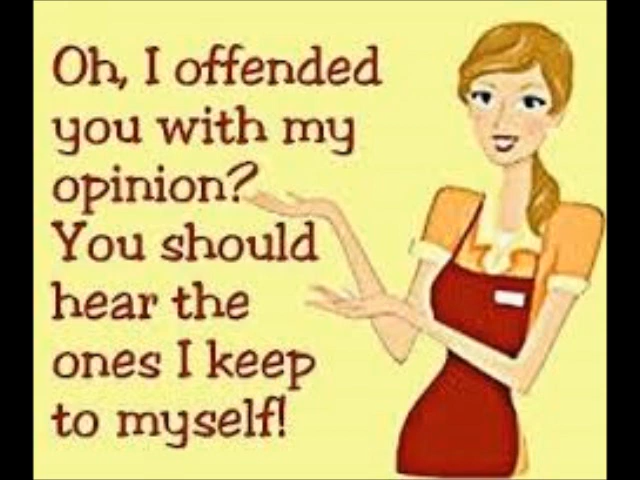 Oh, I offended
you with my
opinion?
You should
hear the
ones I keep
to myself!